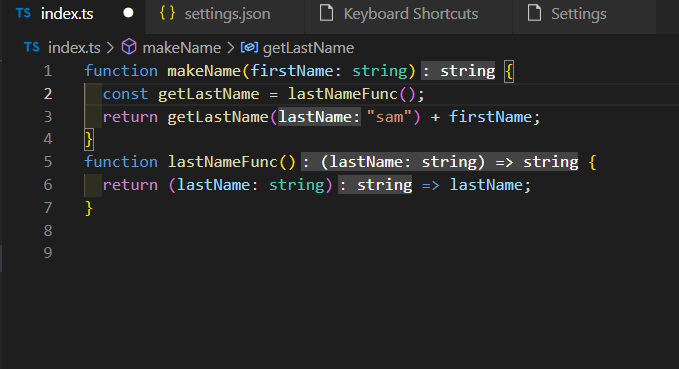 TS index.ts ● {} settings.json Keyboard Shortcuts Settings
TS index.ts > makeName > getLastName
1 function makeName(firstName: string): string {
2 const getLastName = lastNameFunc();
3 return getLastName(lastName: "sam") + firstName;
4 }
5 function lastNameFunc(): (lastName: string) => string {
6 return (lastName: string): string => lastName;
7 }
8
9